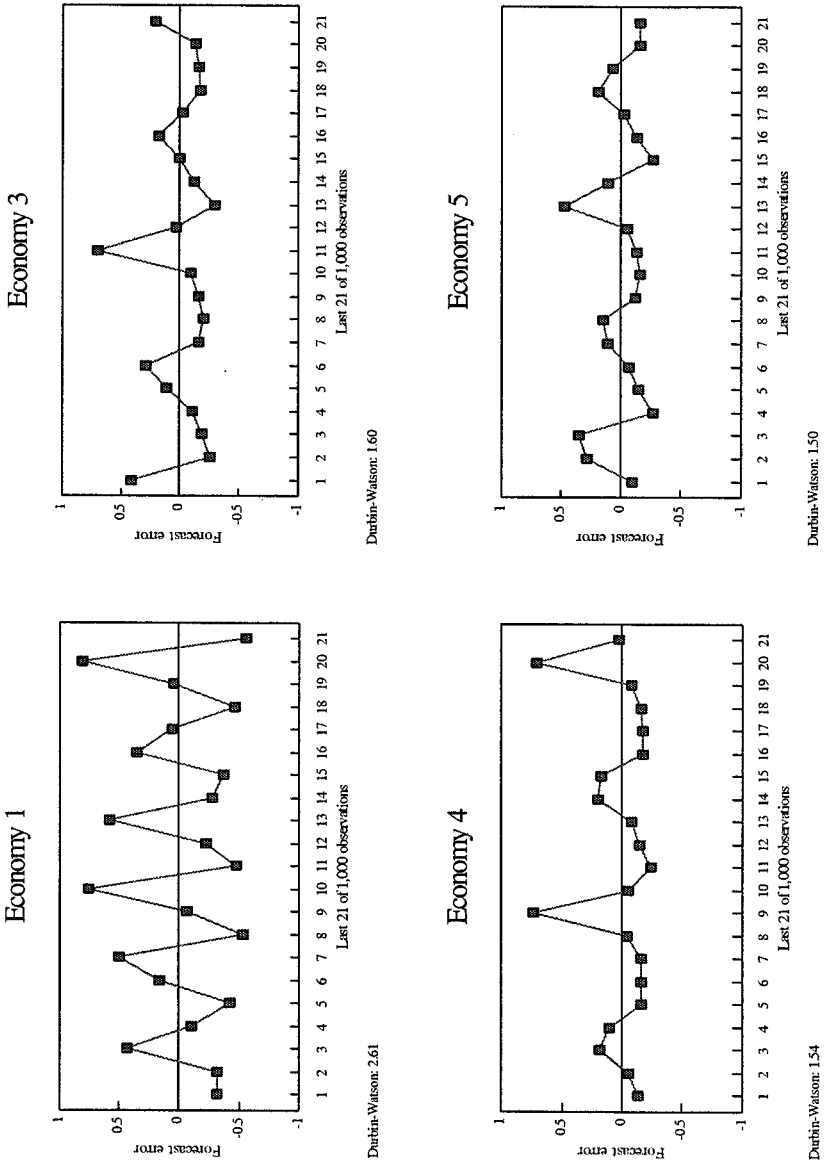 Economy 1
1
0.5
0
-0.5
-1
Forecast error
1 2 3 4 5 6 7 8 9 10 11 12 13 14 15 16 17 18 19 20 21
Last 21 of 1,000 observations
Durbin-Watson: 2.61
Economy 3
1
0.5
0
-0.5
-1
Forecast error
1 2 3 4 5 6 7 8 9 10 11 12 13 14 15 16 17 18 19 20 21
Last 21 of 1,000 observations
Durbin-Watson: 1.60
Economy 4
1
0.5
0
-0.5
-1
Forecast error
1 2 3 4 5 6 7 8 9 10 11 12 13 14 15 16 17 18 19 20 21
Last 21 of 1,000 observations
Durbin-Watson: 1.54
Economy 5
1
0.5
0
-0.5
-1
Forecast error
1 2 3 4 5 6 7 8 9 10 11 12 13 14 15 16 17 18 19 20 21
Last 21 of 1,000 observations
Durbin-Watson: 1.50